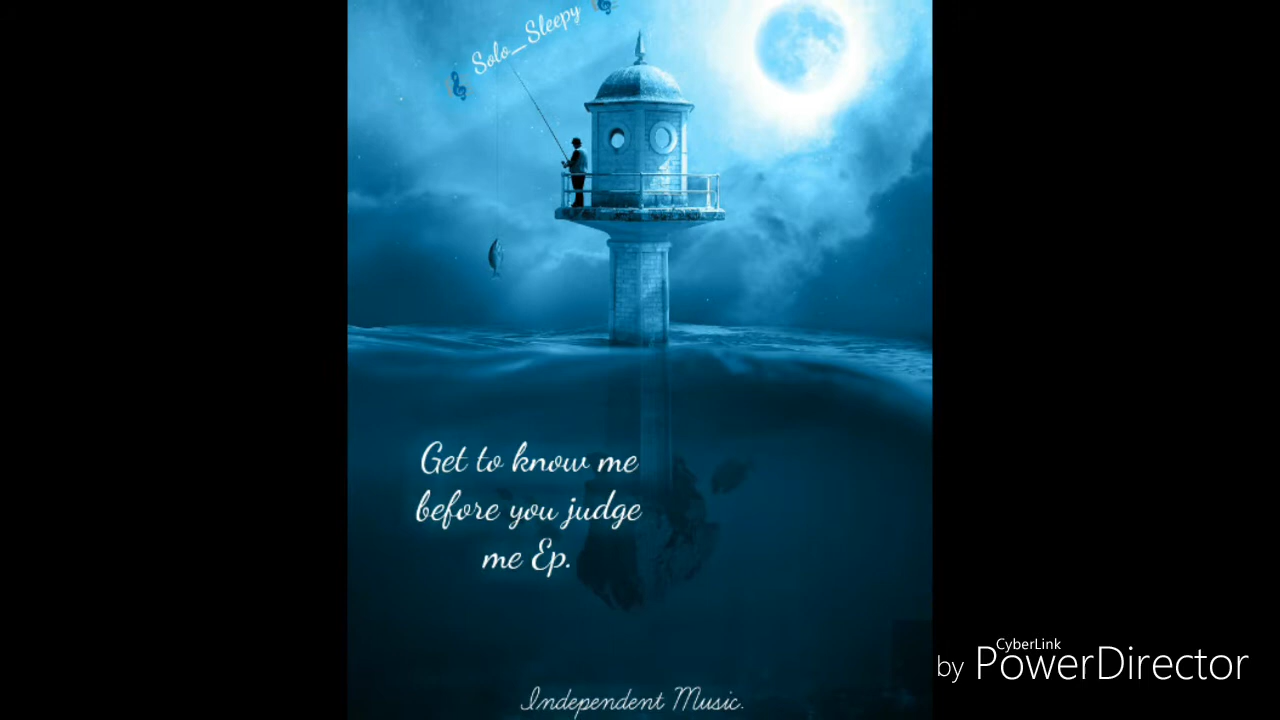 Solo_Sleepy
Get to know me
before you judge
me Ep.
Independent Music.
CyberLink
by PowerDirector